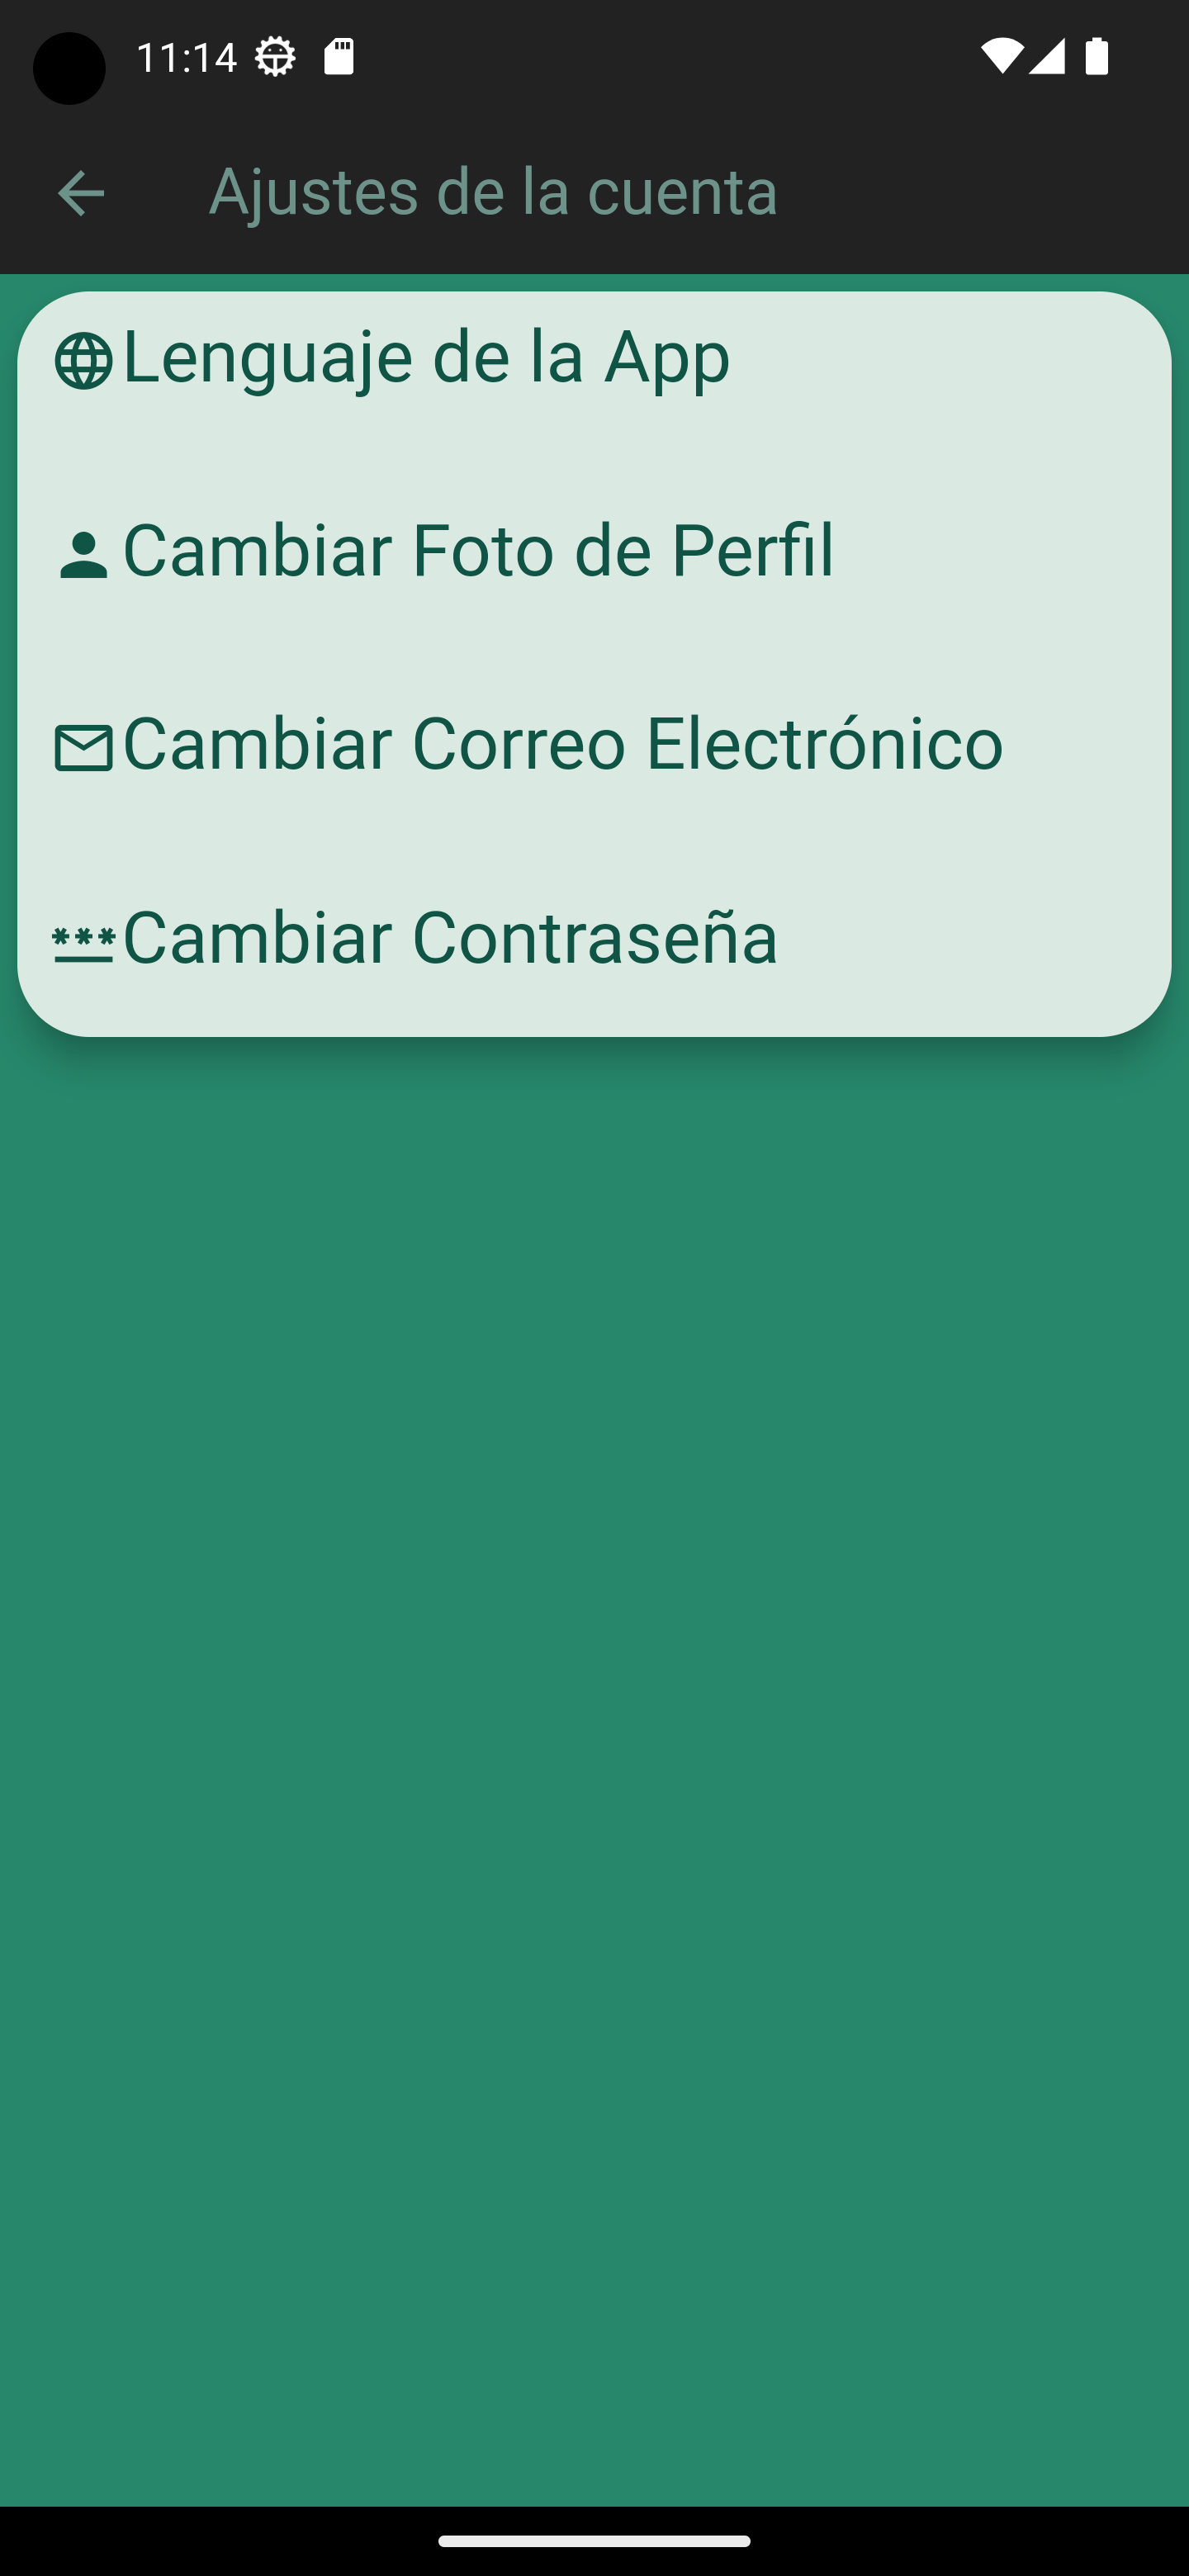 11:14
Ajustes de la cuenta
Lenguaje de la App
Cambiar Foto de Perfil
Cambiar Correo Electrónico
Cambiar Contraseña